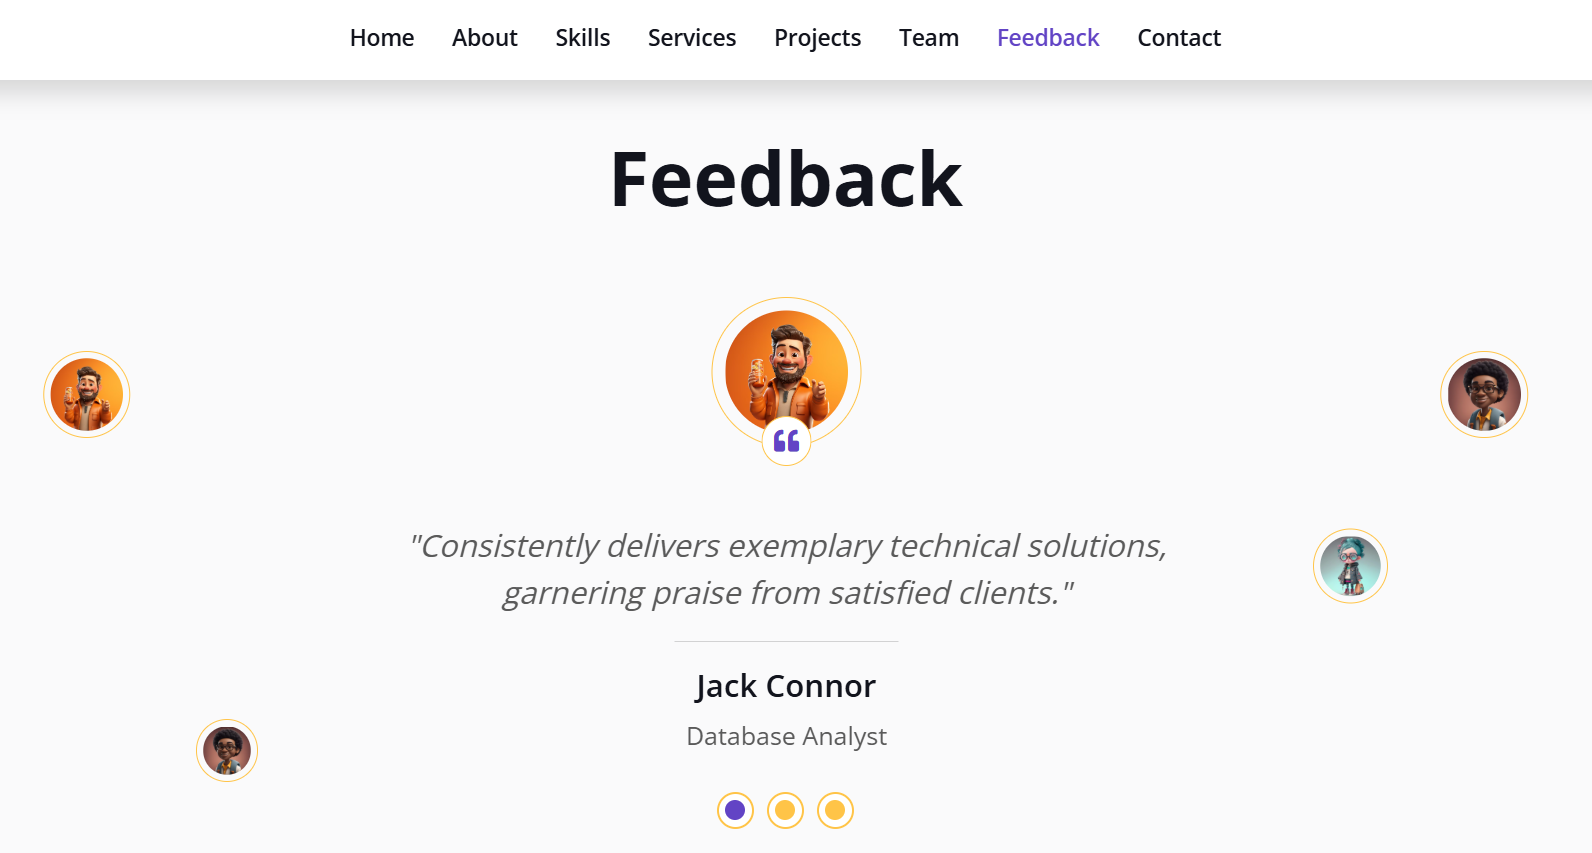 Home About Skills Services Projects Team Feedback Contact
Feedback
"Consistently delivers exemplary technical solutions,
garnering praise from satisfied clients."
Jack Connor
Database Analyst